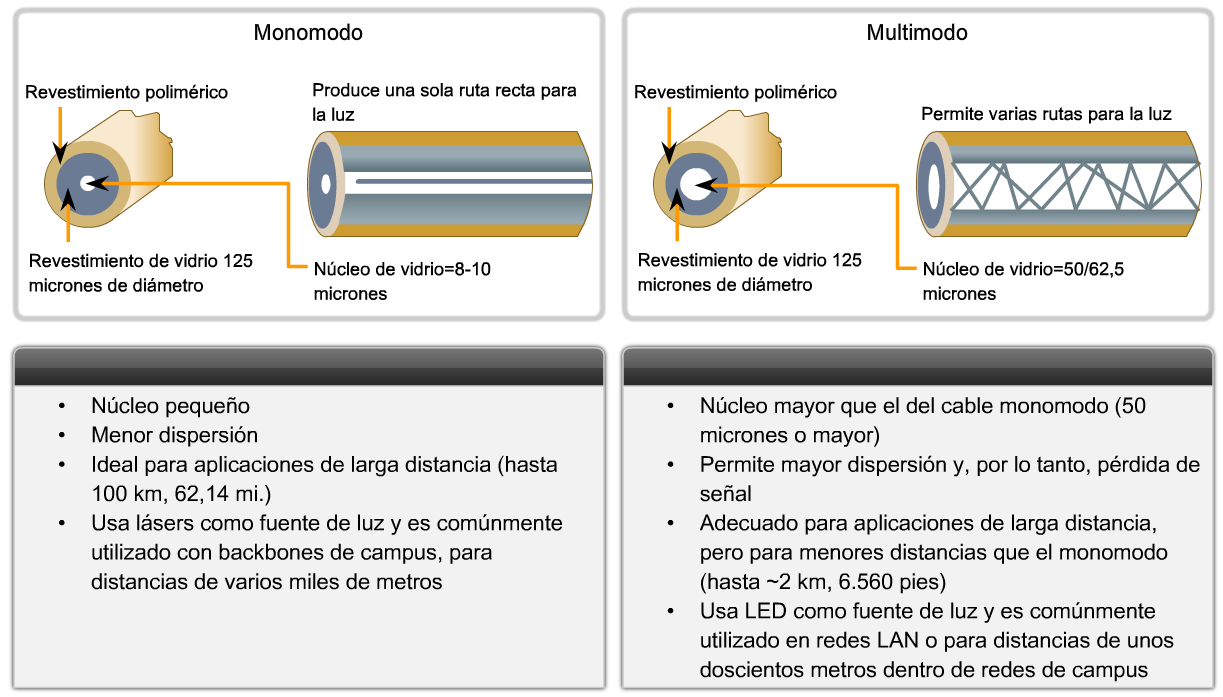 Monomodo
Revestimiento polimérico
Produce una sola ruta recta para
la luz
Revestimiento de vidrio 125
micrones de diámetro
Núcleo de vidrio=8-10
micrones
Multimodo
Revestimiento polimérico
Permite varias rutas para la luz
Revestimiento de vidrio 125
micrones de diámetro
Núcleo de vidrio=50/62,5
micrones
• Núcleo pequeño
• Menor dispersión
• Ideal para aplicaciones de larga distancia (hasta
100 km, 62,14 mi.)
• Usa lásers como fuente de luz y es comúnmente
utilizado con backbones de campus, para
distancias de varios miles de metros
• Núcleo mayor que el del cable monomodo (50
micrones o mayor)
• Permite mayor dispersión y, por lo tanto, pérdida de
señal
• Adecuado para aplicaciones de larga distancia,
pero para menores distancias que el monomodo
(hasta ~2 km, 6.560 pies)
• Usa LED como fuente de luz y es comúnmente
utilizado en redes LAN o para distancias de unos
doscientos metros dentro de redes de campus